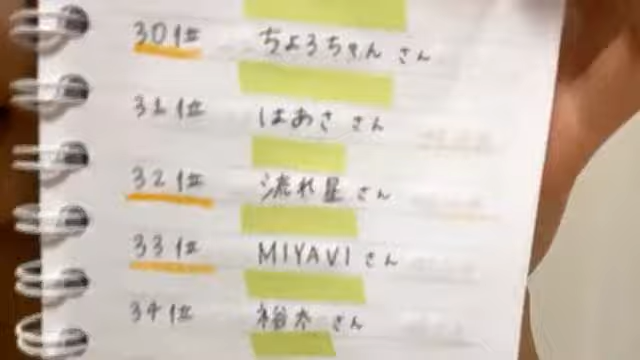 30位 ちょろちゃん さん
31位 はあさ さん
32位 流れ星 さん
33位 MIYAVI さん
34位 裕太 さん